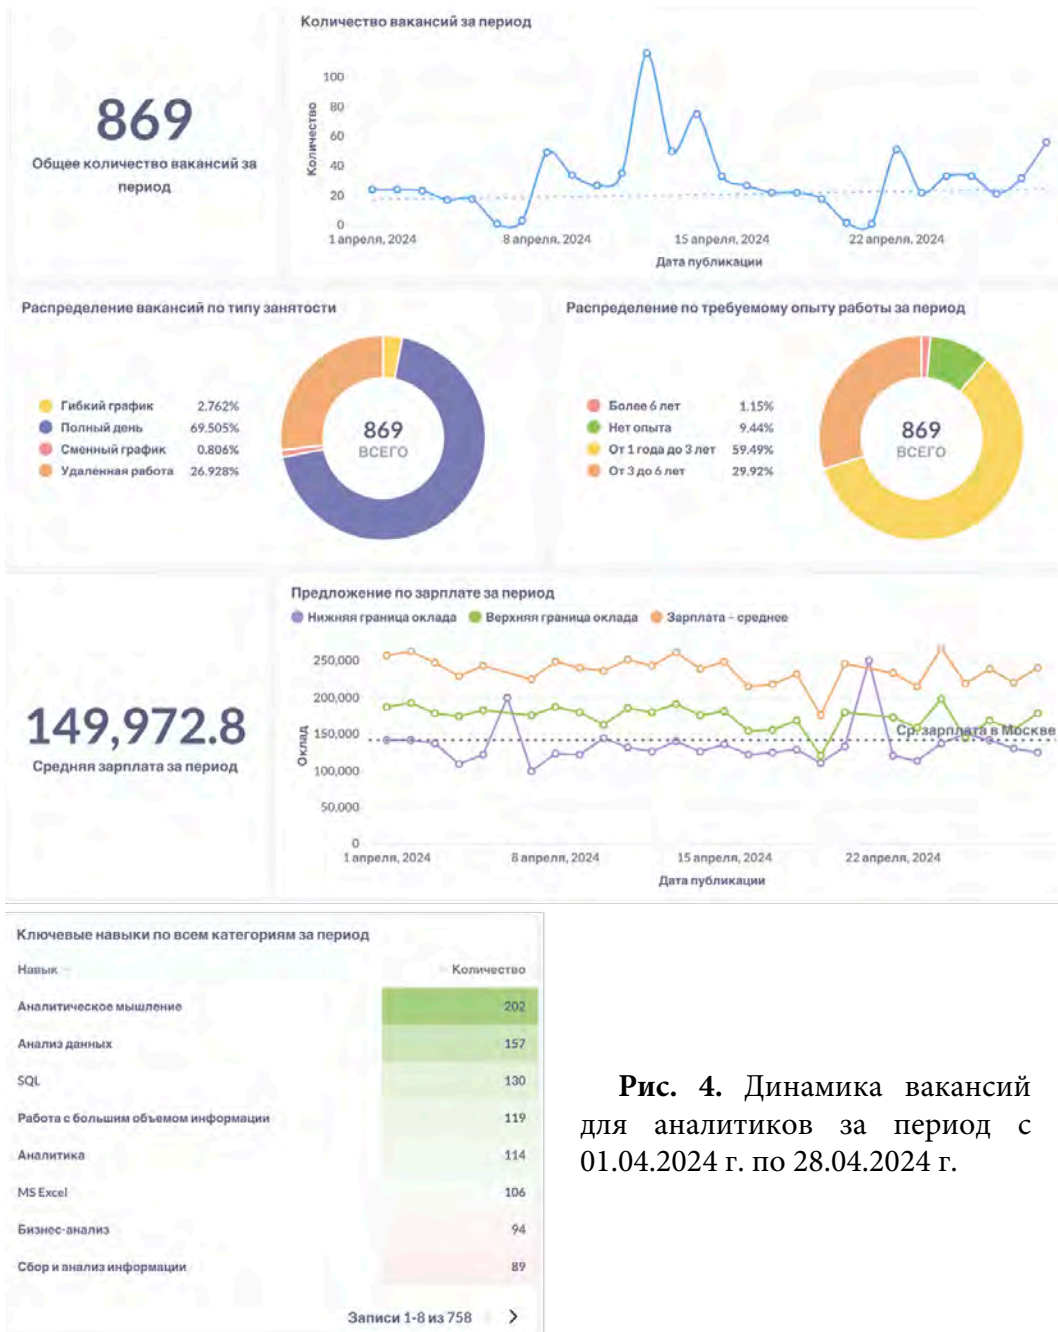 Количество вакансий за период
869
Общее количество вакансий за
период
Количество
100
80
60
40
20
0
1 апреля, 2024
8 апреля, 2024
15 апреля, 2024
22 апреля, 2024
Дата публикации
Распределение вакансий по типу занятости
Гибкий график 2.762%
Полный день 69.505%
Сменный график 0.806%
Удаленная работа 26.928%
869
ВСЕГО
Распределение по требуемому опыту работы за период
Более 6 лет 1.15%
Нет опыта 9.44%
От 1 года до 3 лет 59.49%
От 3 до 6 лет 29.92%
869
ВСЕГО
149,972.8
Средняя зарплата за период
Предложение по зарплате за период
Нижняя граница оклада Верхняя граница оклада Зарплата – среднее
Оклад
250,000
200,000
150,000
100,000
50,000
0
Ср. зарплата в Москве
1 апреля, 2024
8 апреля, 2024
15 апреля, 2024
22 апреля, 2024
Дата публикации
Ключевые навыки по всем категориям за период
Навык Количество
Аналитическое мышление 202
Анализ данных 157
SQL 130
Работа с большим объемом информации 119
Аналитика 114
MS Excel 106
Бизнес-анализ 94
Сбор и анализ информации 89
Записи 1-8 из 758 >
Рис. 4. Динамика вакансий
для аналитиков за период с
01.04.2024 г. по 28.04.2024 г.